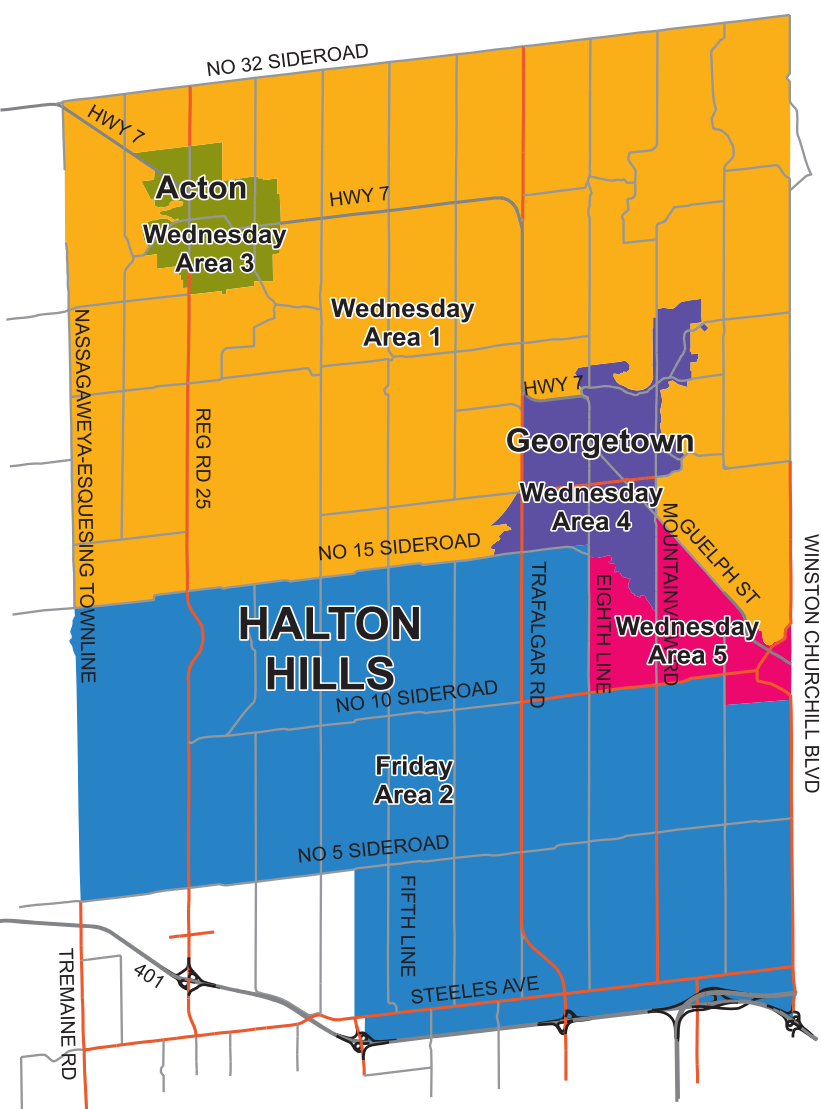 NO 32 SIDEROAD
HWY 7
Acton
HWY 7
Wednesday
Area 3
Wednesday
Area 1
NASSAGAWEYA-ESQUESING TOWNLINE
HWY 7
REG RD 25
Georgetown
Wednesday
Area 4
MOUNTAINVIEW RD
GUELPH ST
NO 15 SIDEROAD
WINSTON CHURCHILL BLVD
TRAFALGAR RD
EIGHTH LINE
HALTON
HILLS
Wednesday
Area 5
NO 10 SIDEROAD
Friday
Area 2
NO 5 SIDEROAD
FIFTH LINE
TREMAINE RD
401
STEELES AVE